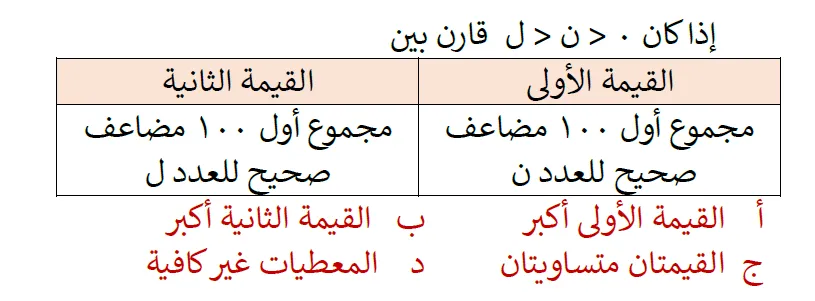 إذا كان ٠ > ن > ل قارن بين
القيمة الأولى القيمة الثانية
مجموع أول ١٠٠ مضاعف صحيح للعدد ن
مجموع أول ١٠٠ مضاعف صحيح للعدد ل
أ القيمة الأولى أكبر ب القيمة الثانية أكبر
ج القيمتان متساويتان د المعطيات غير كافية